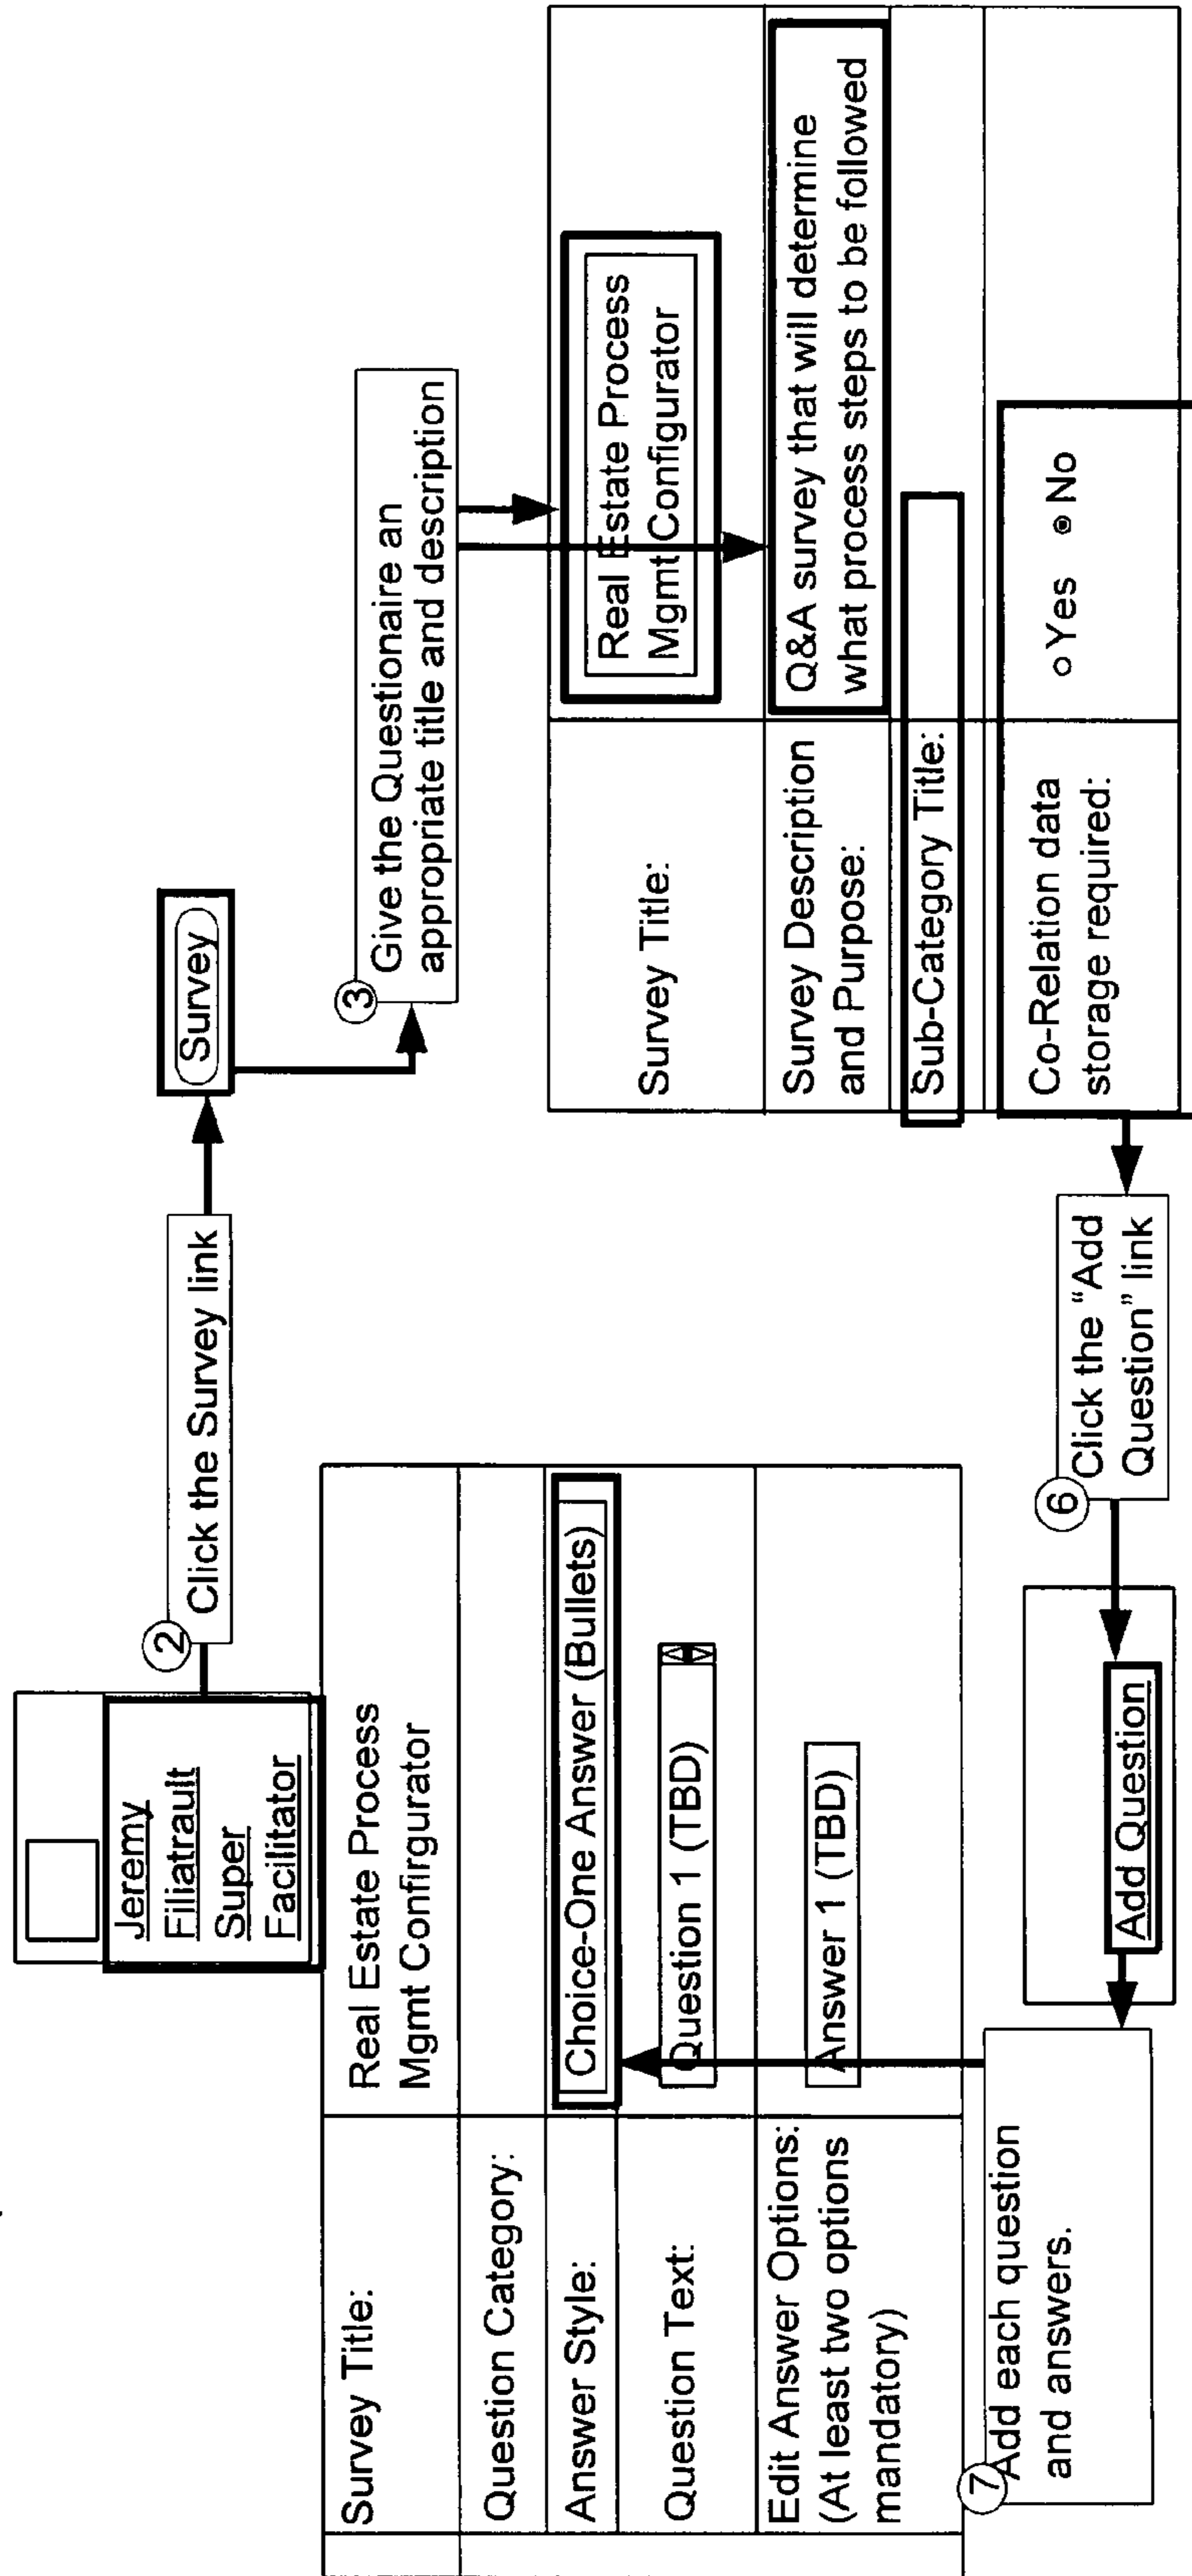 Jeremy
Filiatrault
Super
Facilitator
2
Click the Survey link
Survey
3
Give the Questionaire an
appropriate title and description
Survey Title:
Real Estate Process
Mgmt Configurator
Survey Description
and Purpose:
Q&A survey that will determine
what process steps to be followed
Sub-Category Title:
Co-Relation data
storage required:
Yes No
6
Click the “Add
Question” link
Add Question
7
Add each question
and answers.
Survey Title:
Real Estate Process
Mgmt Confirgurator
Question Category:
Answer Style:
Choice-One Answer (Bullets)
Question Text:
Question 1 (TBD)
Edit Answer Options:
(At least two options
mandatory)
Answer 1 (TBD)